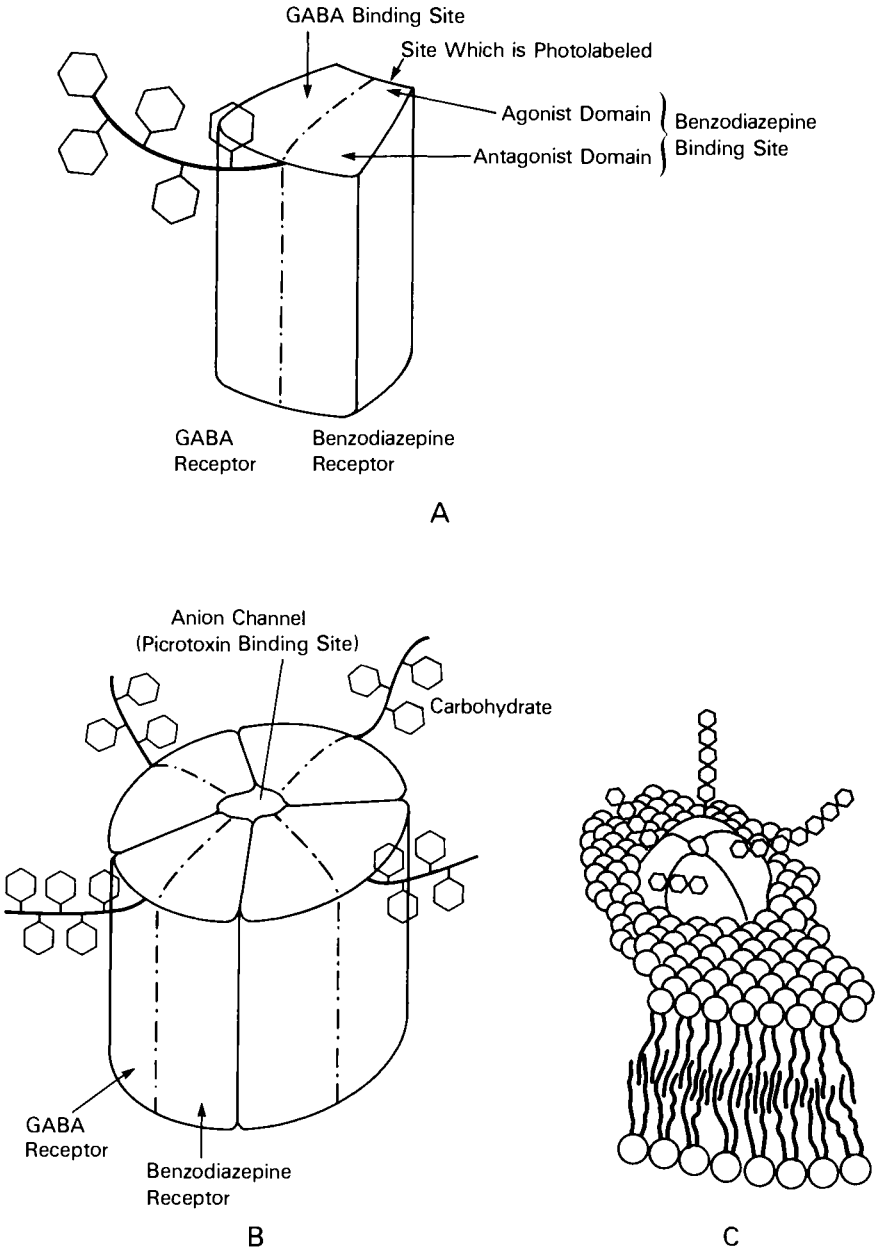 GABA Binding Site
Site Which is Photolabeled
Agonist Domain
Antagonist Domain
Benzodiazepine
Binding Site
GABA
Receptor
Benzodiazepine
Receptor
A
Anion Channel
(Picrotoxin Binding Site)
Carbohydrate
GABA
Receptor
Benzodiazepine
Receptor
B
C